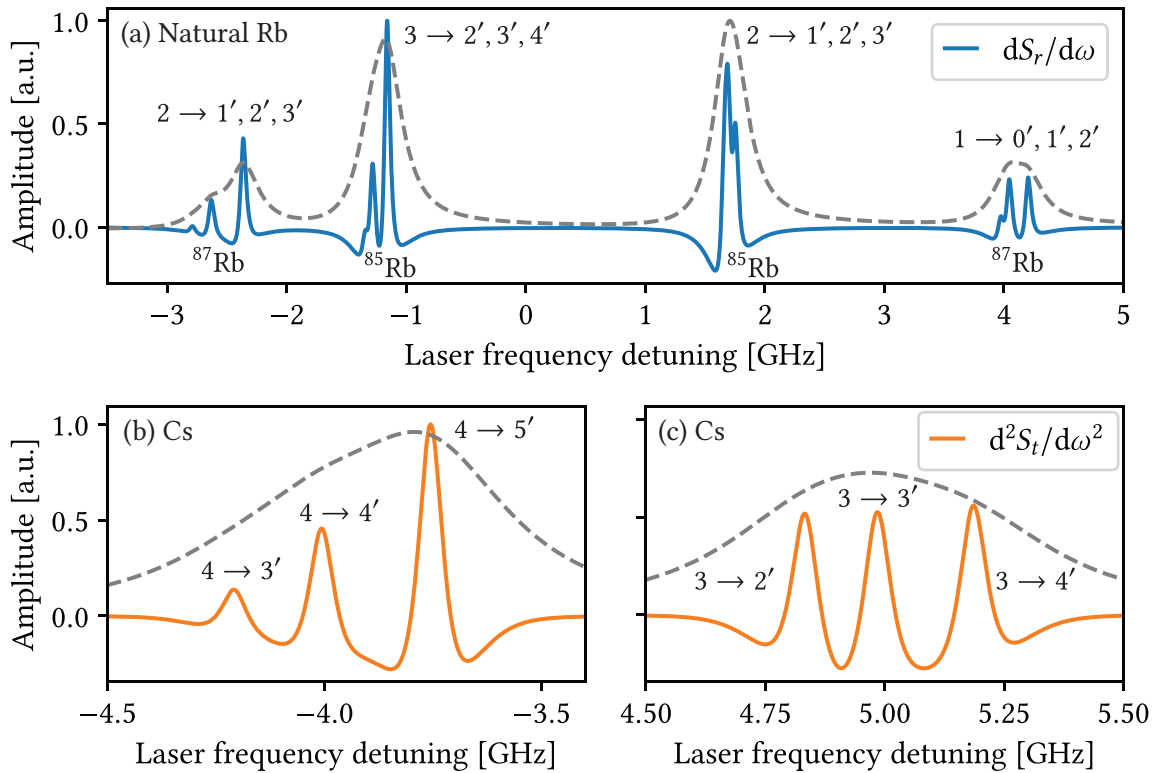 (a) Natural Rb
3 → 2′, 3′, 4′
2 → 1′, 2′, 3′
dS_r/dω
2 → 1′, 2′, 3′
1 → 0′, 1′, 2′
⁸⁷Rb
⁸⁵Rb
⁸⁵Rb
⁸⁷Rb
Amplitude [a.u.]
1.0
0.5
0.0
−3 −2 −1 0 1 2 3 4 5
Laser frequency detuning [GHz]
(b) Cs
4 → 5′
4 → 4′
4 → 3′
Amplitude [a.u.]
1.0
0.5
0.0
−4.5 −4.0 −3.5
Laser frequency detuning [GHz]
(c) Cs
d²S_t/dω²
3 → 3′
3 → 2′
3 → 4′
4.50 4.75 5.00 5.25 5.50
Laser frequency detuning [GHz]